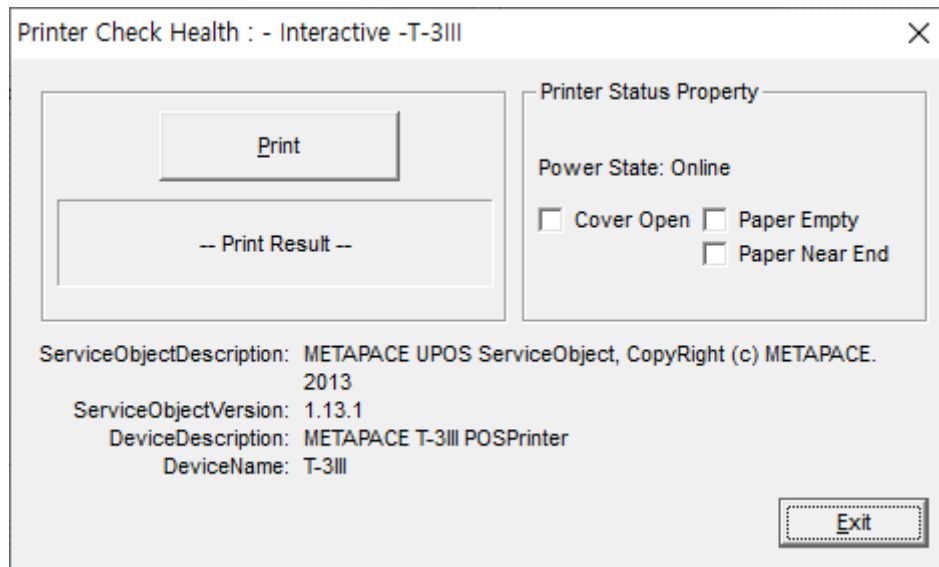 Printer Check Health : - Interactive -T-3III
Print
-- Print Result --
Printer Status Property
Power State: Online
Cover Open
Paper Empty
Paper Near End
ServiceObjectDescription: METAPACE UPOS ServiceObject, CopyRight (c) METAPACE.
2013
ServiceObjectVersion: 1.13.1
DeviceDescription: METAPACE T-3III POSPrinter
DeviceName: T-3III
Exit